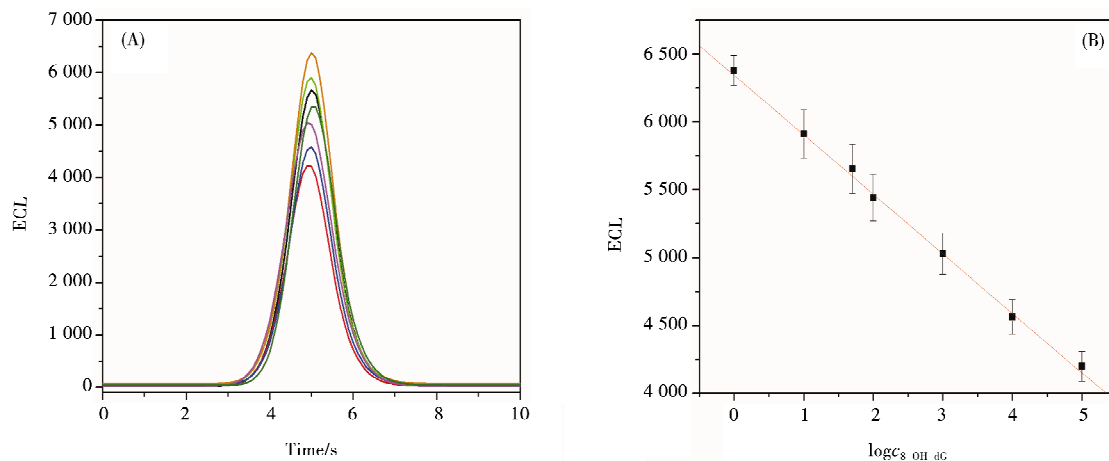 (A)
7 000
6 000
5 000
4 000
3 000
2 000
1 000
0
ECL
0 2 4 6 8 10
Time/s
(B)
6 500
6 000
5 500
5 000
4 500
4 000
ECL
0 1 2 3 4 5
logc8 OH dG